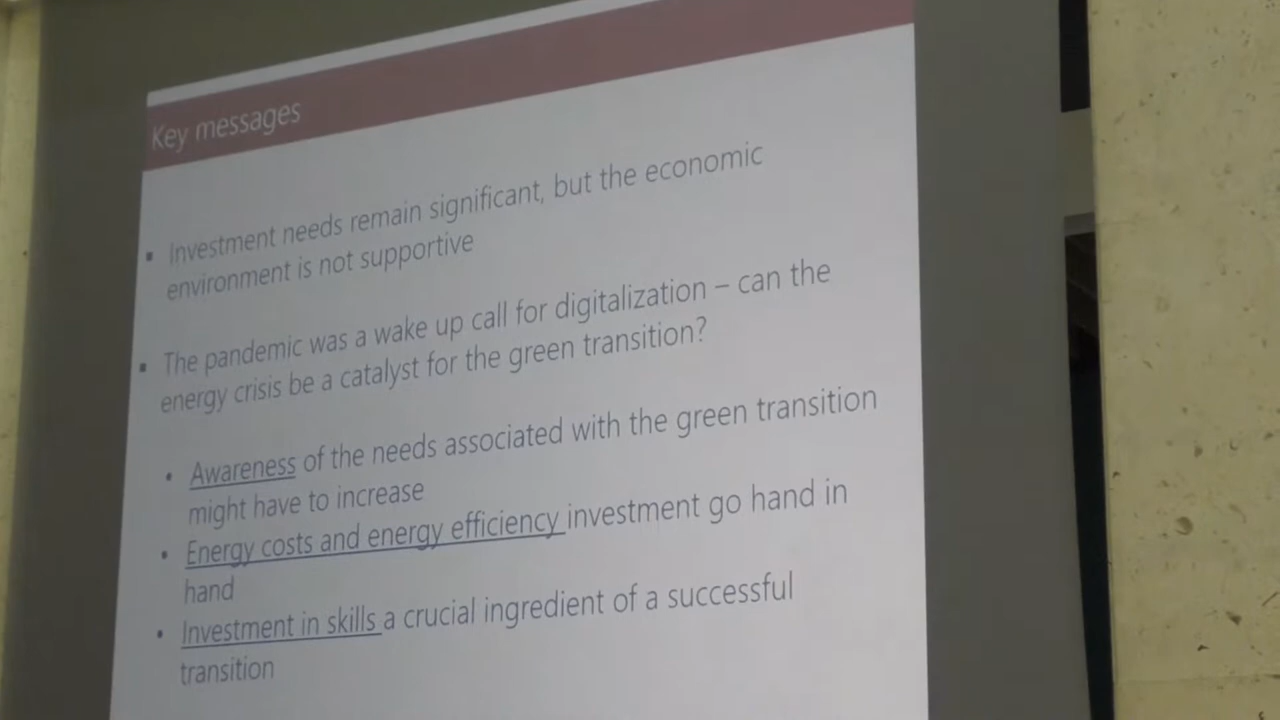 Key messages
▪ Investment needs remain significant, but the economic
environment is not supportive
▪ The pandemic was a wake up call for digitalization – can the
energy crisis be a catalyst for the green transition?
• Awareness of the needs associated with the green transition
might have to increase
• Energy costs and energy efficiency investment go hand in
hand
• Investment in skills a crucial ingredient of a successful
transition